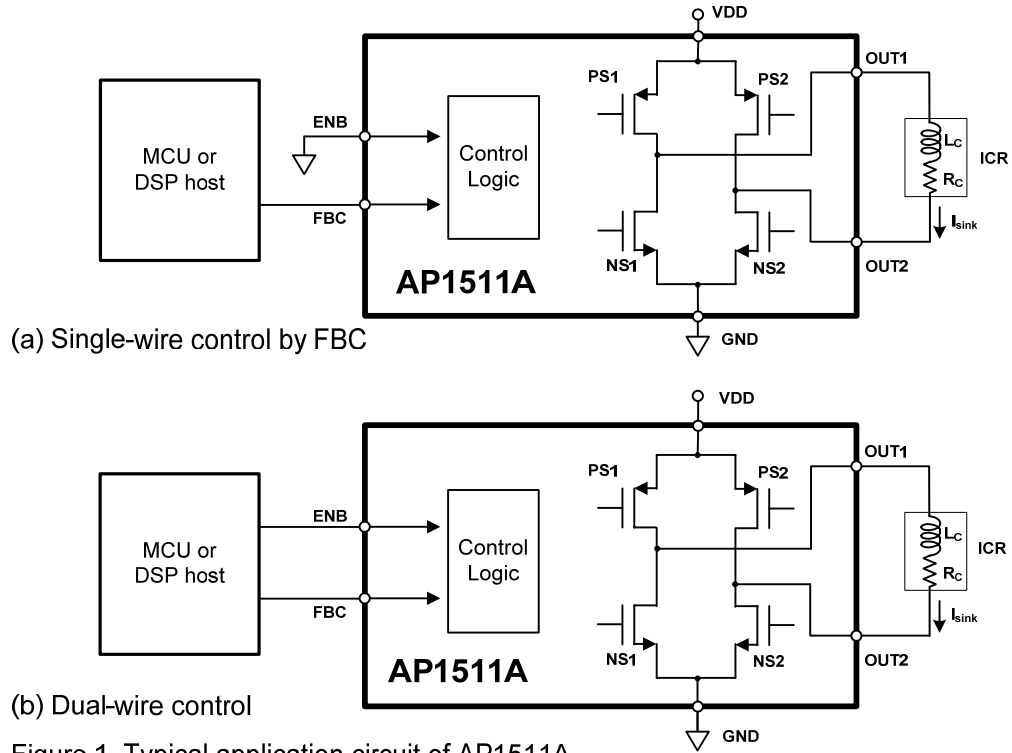 VDD
OUT1
PS1
PS2
ENB
MCU or
DSP host
Control
Logic
LC
RC
ICR
FBC
Isink
NS1
NS2
OUT2
AP1511A
GND
(a) Single-wire control by FBC
VDD
OUT1
PS1
PS2
ENB
MCU or
DSP host
Control
Logic
LC
RC
ICR
FBC
Isink
NS1
NS2
OUT2
AP1511A
(b) Dual-wire control
GND
Figure 1. Typical application circuit of AP1511A